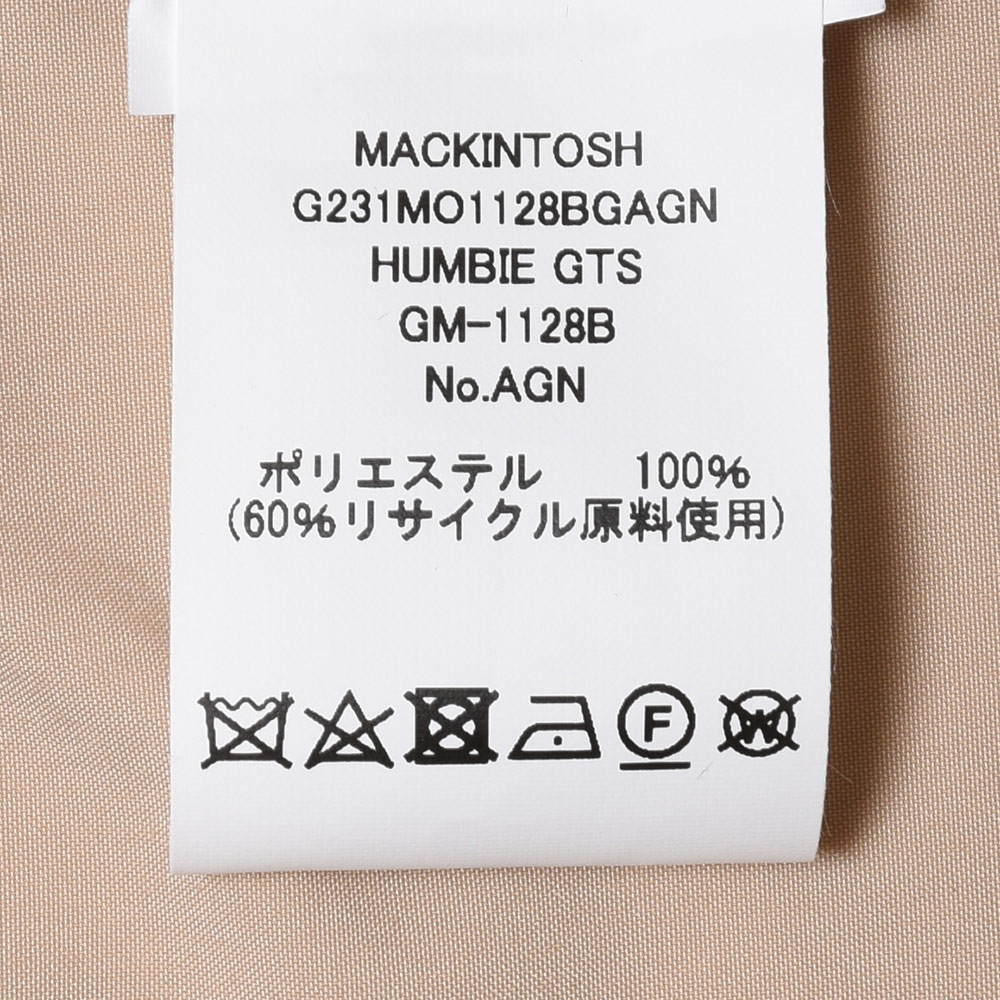 MACKINTOSH
G231MO1128BGAGN
HUMBIE GTS
GM-1128B
No.AGN
ポリエステル 100%
(60%リサイクル原料使用)
F
W